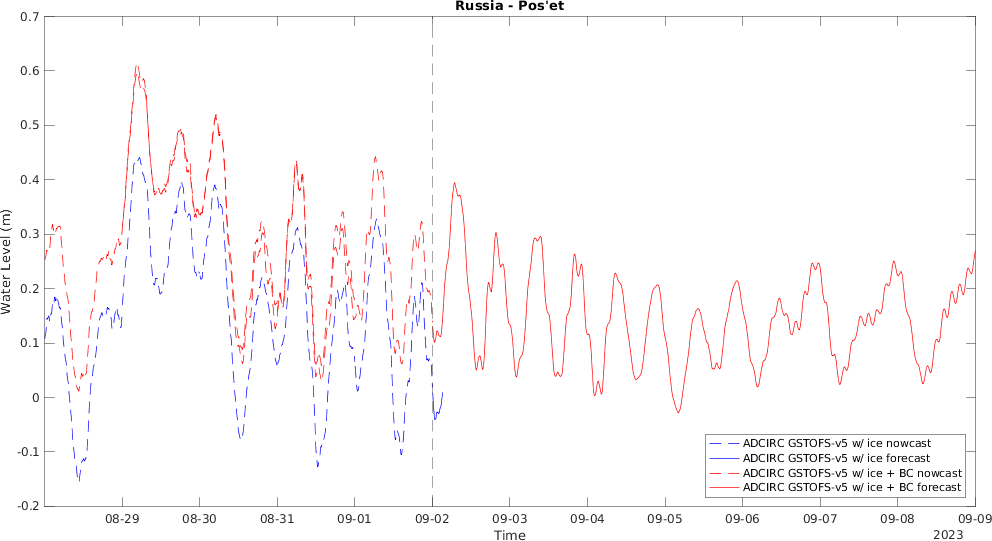 Russia - Pos'et
0.7
0.6
0.5
0.4
0.3
0.2
0.1
0
-0.1
-0.2
Water Level (m)
ADCIRC GSTOFS-v5 w/ ice nowcast
ADCIRC GSTOFS-v5 w/ ice forecast
ADCIRC GSTOFS-v5 w/ ice + BC nowcast
ADCIRC GSTOFS-v5 w/ ice + BC forecast
08-29 08-30 08-31 09-01 09-02 09-03 09-04 09-05 09-06 09-07 09-08 09-09
Time
2023